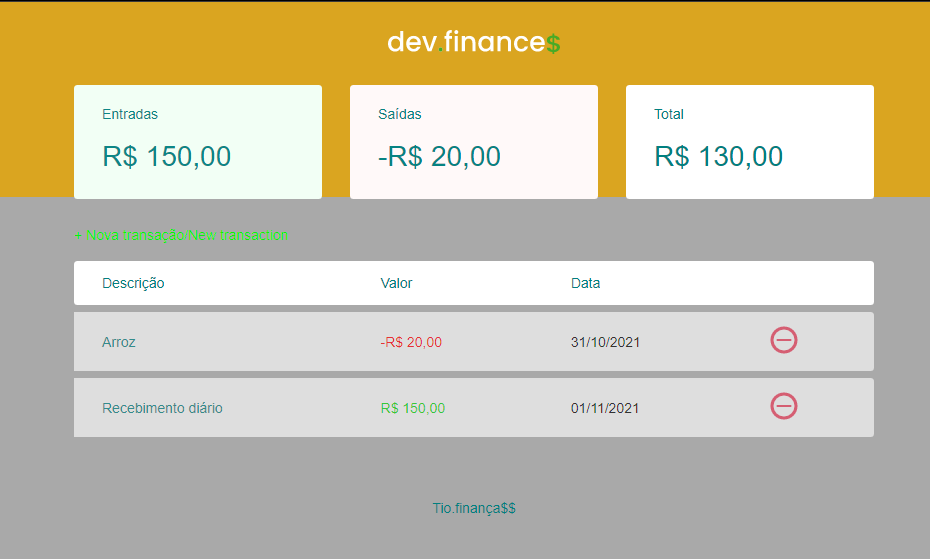 dev.finance$
Entradas
R$ 150,00
Saídas
-R$ 20,00
Total
R$ 130,00
+ Nova transação/New transaction
Descrição Valor Data
Arroz -R$ 20,00 31/10/2021
Recebimento diário R$ 150,00 01/11/2021
Tio.finança$$